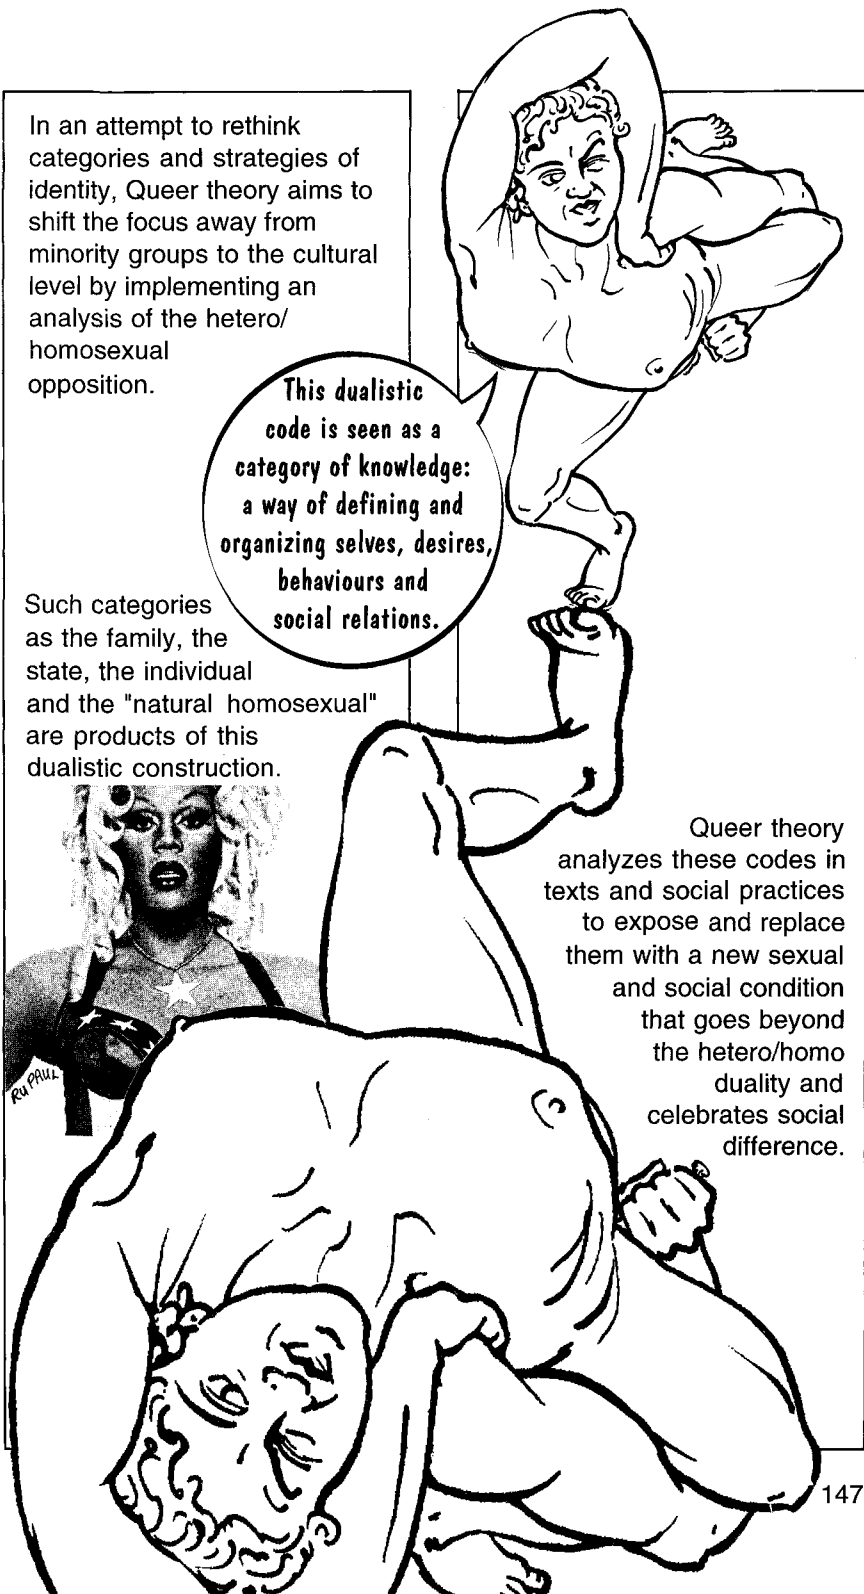 In an attempt to rethink
categories and strategies of
identity, Queer theory aims to
shift the focus away from
minority groups to the cultural
level by implementing an
analysis of the hetero/
homosexual
opposition.
This dualistic
code is seen as a
category of knowledge:
a way of defining and
organizing selves, desires,
behaviours and
social relations.
Such categories
as the family, the
state, the individual
and the "natural homosexual"
are products of this
dualistic construction.
RU PAUL
Queer theory
analyzes these codes in
texts and social practices
to expose and replace
them with a new sexual
and social condition
that goes beyond
the hetero/homo
duality and
celebrates social
difference.
147